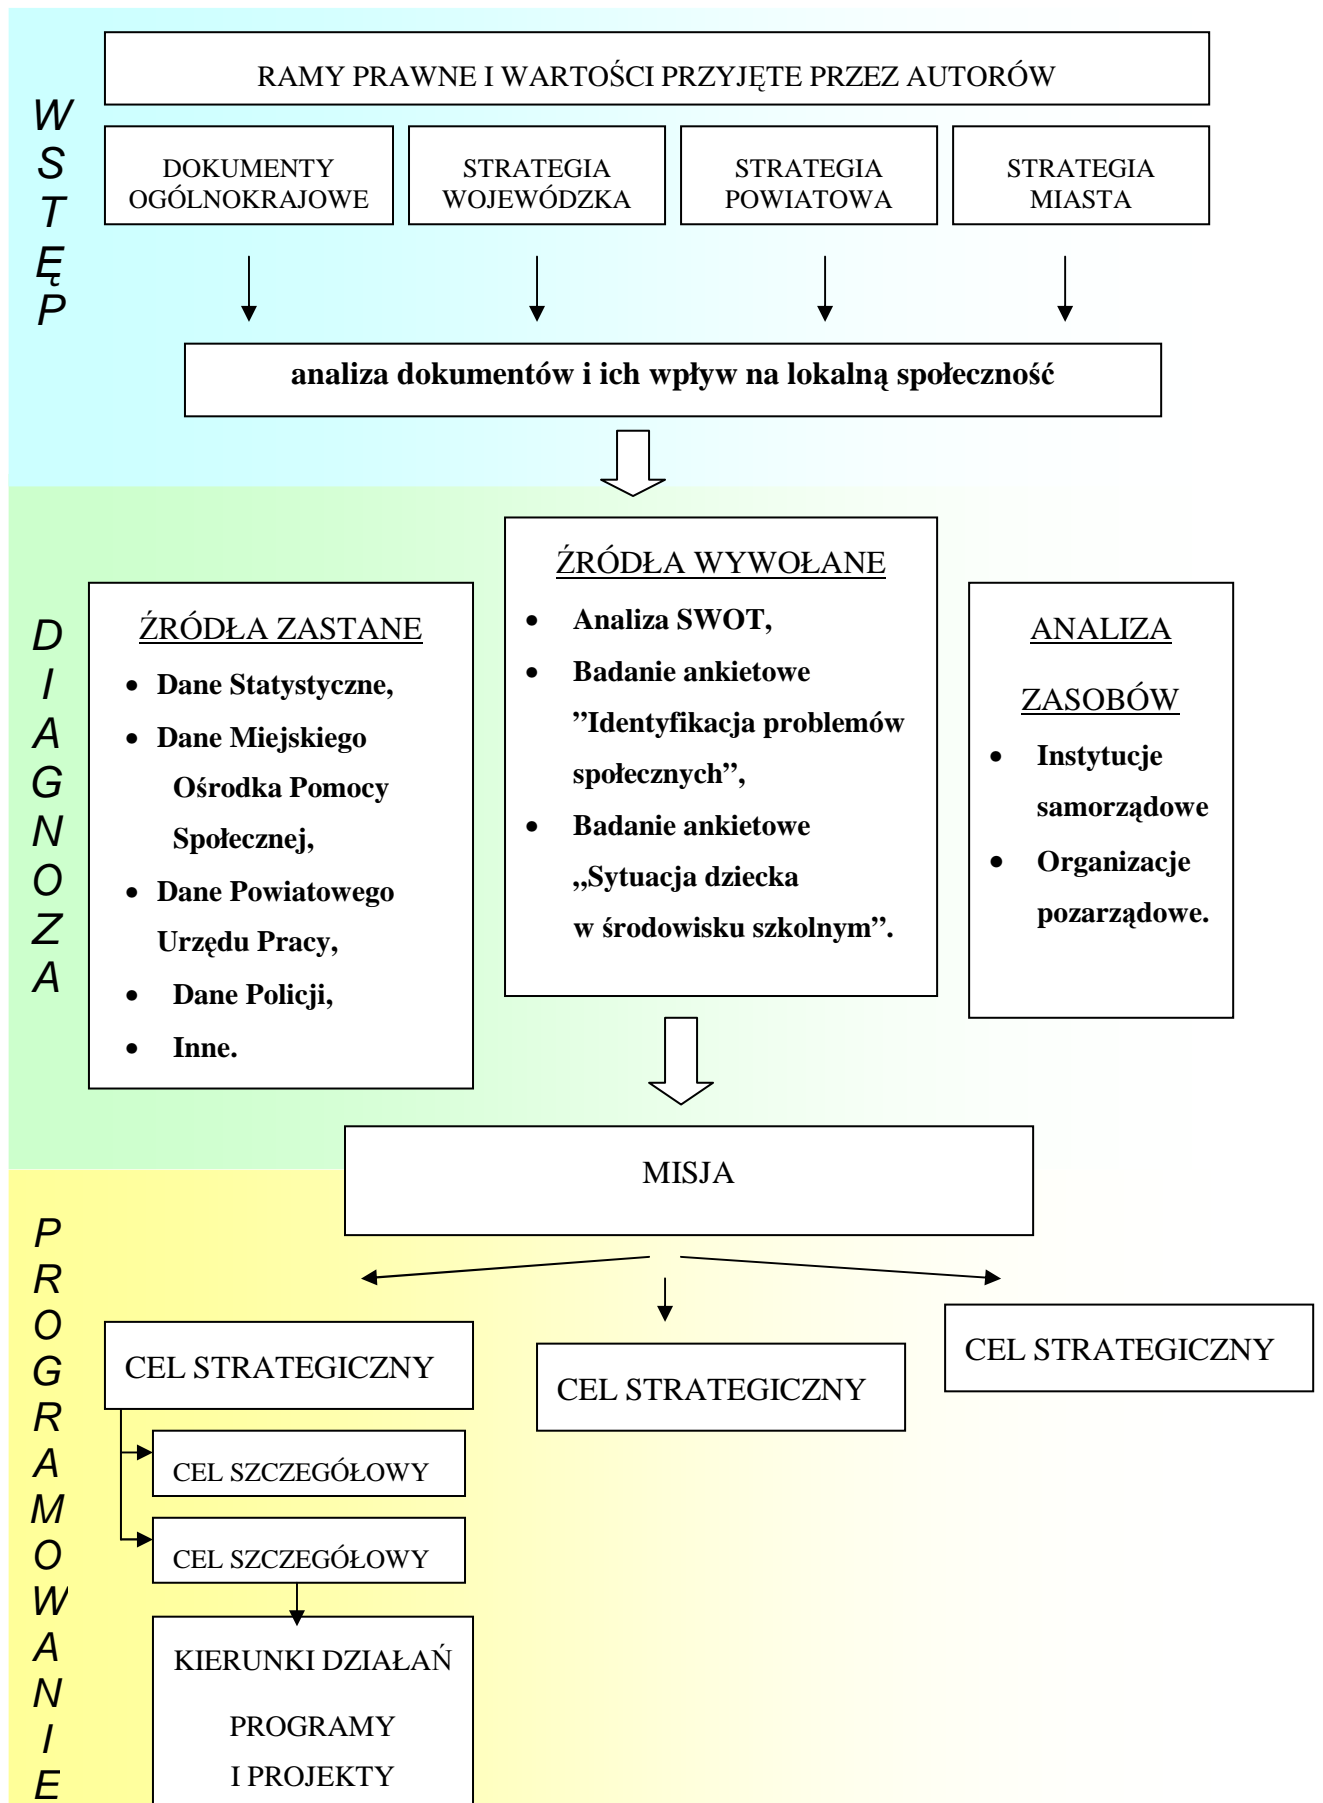 WSTĘP
RAMY PRAWNE I WARTOŚCI PRZYJĘTE PRZEZ AUTORÓW
DOKUMENTY
OGÓLNOKRAJOWE
STRATEGIA
WOJEWÓDZKA
STRATEGIA
POWIATOWA
STRATEGIA
MIASTA
analiza dokumentów i ich wpływ na lokalną społeczność
DIAGNOZA
ŹRÓDŁA ZASTANE
• Dane Statystyczne,
• Dane Miejskiego
Ośrodka Pomocy
Społecznej,
• Dane Powiatowego
Urzędu Pracy,
• Dane Policji,
• Inne.
ŹRÓDŁA WYWOŁANE
• Analiza SWOT,
• Badanie ankietowe
”Identyfikacja problemów
społecznych”,
• Badanie ankietowe
„Sytuacja dziecka
w środowisku szkolnym”.
ANALIZA
ZASOBÓW
• Instytucje
samorządowe
• Organizacje
pozarządowe.
MISJA
PROGRAMOWANIE
CEL STRATEGICZNY
CEL STRATEGICZNY
CEL STRATEGICZNY
CEL SZCZEGÓŁOWY
CEL SZCZEGÓŁOWY
KIERUNKI DZIAŁAŃ
PROGRAMY
I PROJEKTY